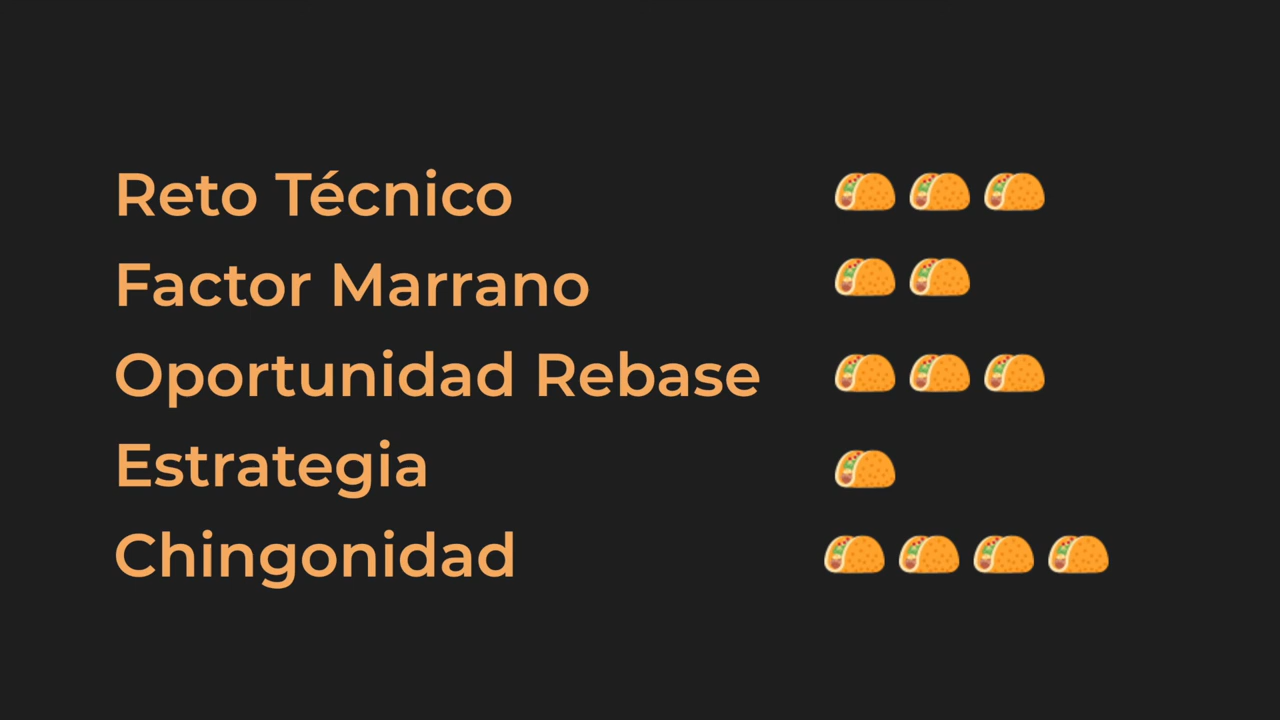 Reto Técnico 🌮🌮🌮
Factor Marrano 🌮🌮
Oportunidad Rebase 🌮🌮🌮
Estrategia 🌮
Chingonidad 🌮🌮🌮🌮